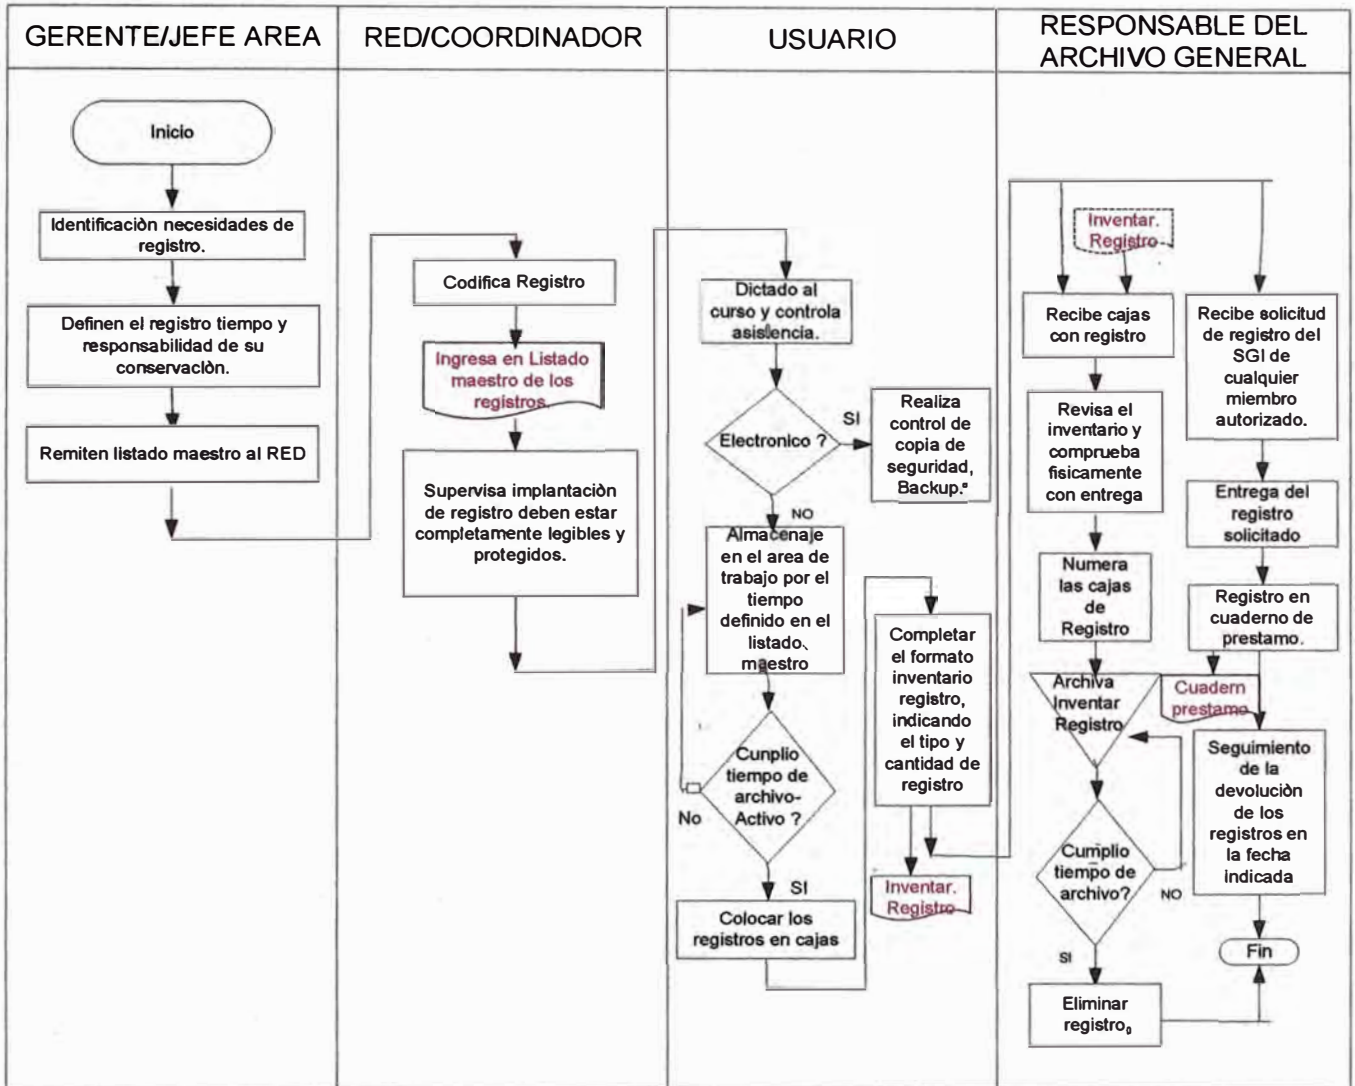 GERENTE/JEFE AREA
RED/COORDINADOR
USUARIO
RESPONSABLE DEL
ARCHIVO GENERAL
Inicio
Identificaciòn necesidades de
registro.
Definen el registro tiempo y
responsabilidad de su
conservaciòn.
Remiten listado maestro al RED
Codifica Registro
Ingresa en Listado
maestro de los
registros.
Supervisa implantaciòn
de registro deben estar
completamente legibles y
protegidos.
Dictado al
curso y controla
asistencia.
Electronico ?
SI
Realiza
control de
copia de
seguridad,
Backup.
NO
Almacenaje
en el area de
trabajo por el
tiempo
definido en el
listado
maestro
Cunplio
tiempo de
archivo-
Activo ?
No
SI
Colocar los
registros en cajas
Completar
el formato
inventario
registro,
indicando
el tipo y
cantidad de
registro
Inventar.
Registro
Inventar.
Registro
Recibe cajas
con registro
Revisa el
inventario y
comprueba
fisicamente
con entrega
Numera
las cajas
de
Registro
Archiva
Inventar
Registro
Cumplio
tiempo de
archivo?
NO
SI
Eliminar
registro
Recibe solicitud
de registro del
SGI de
cualquier
miembro
autorizado.
Entrega del
registro
solicitado
Registro en
cuaderno de
prestamo.
Cuadern
prestamo
Seguimiento
de la
devoluciòn
de los
registros en
la fecha
indicada
Fin